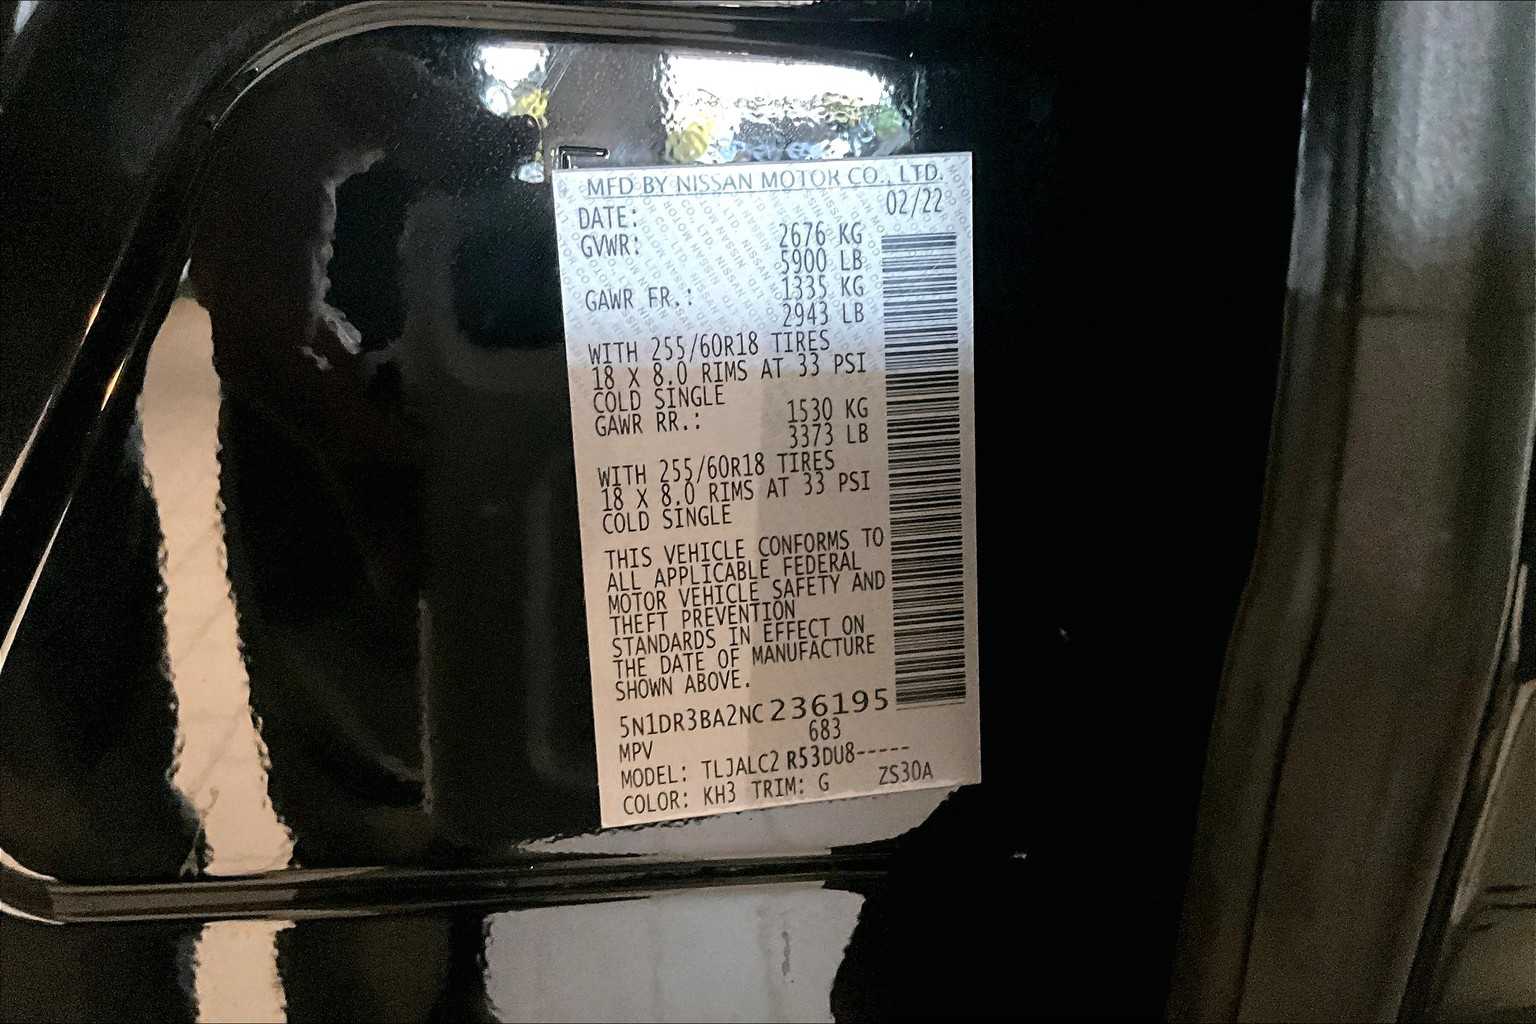 MFD BY NISSAN MOTOR CO., LTD.
DATE: 02/22
GVWR: 2676 KG
5900 LB
GAWR FR.: 1335 KG
2943 LB
WITH 255/60R18 TIRES
18 X 8.0 RIMS AT 33 PSI
COLD SINGLE
GAWR RR.: 1530 KG
3373 LB
WITH 255/60R18 TIRES
18 X 8.0 RIMS AT 33 PSI
COLD SINGLE
THIS VEHICLE CONFORMS TO
ALL APPLICABLE FEDERAL
MOTOR VEHICLE SAFETY AND
THEFT PREVENTION
STANDARDS IN EFFECT ON
THE DATE OF MANUFACTURE
SHOWN ABOVE.
5N1DR3BA2NC236195
MPV 683
MODEL: TLJALC2 R53DU8-----
COLOR: KH3 TRIM: G ZS30A